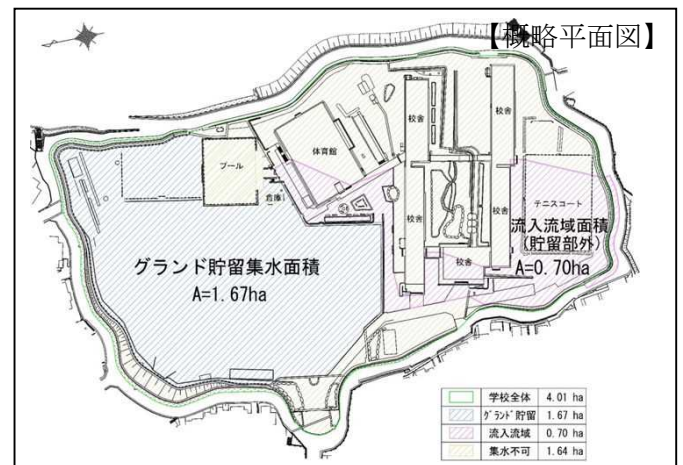 【概略平面図】
校舎
校舎
体育館
プール
倉庫
テニスコート
校舎
校舎
流入流域面積
(貯留部外)
A=0.70ha
校舎
グランド貯留集水面積
A=1.67ha
学校全体 4.01 ha
グランド貯留 1.67 ha
流入流域 0.70 ha
集水不可 1.64 ha